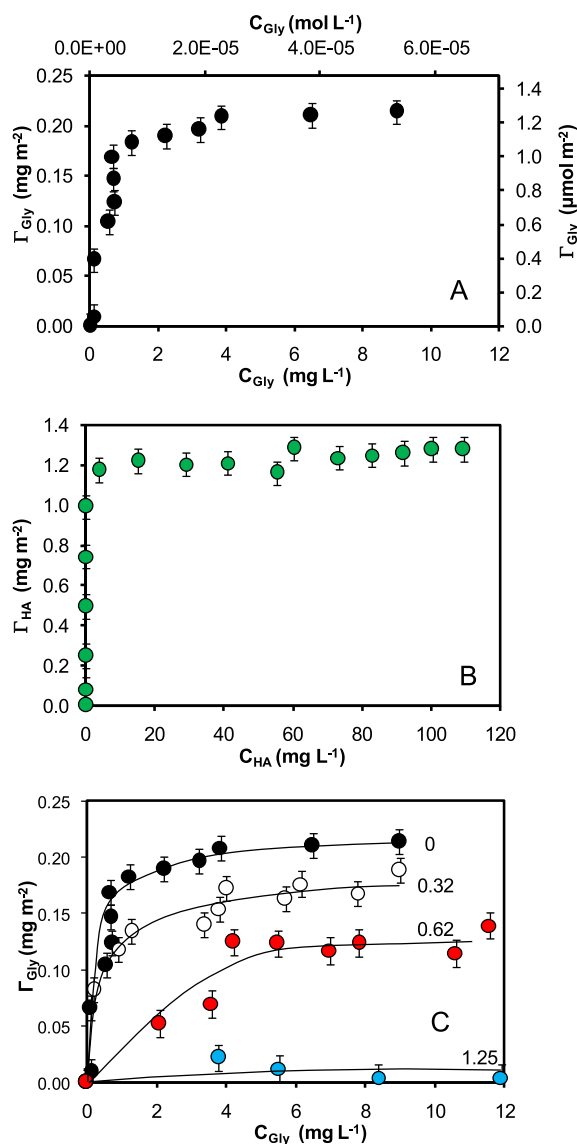 C_Gly (mol L⁻¹)
0.0E+00 2.0E-05 4.0E-05 6.0E-05
0.25
0.20
0.15
0.10
0.05
0.00
Γ_Gly (mg m⁻²)
1.4
1.2
1.0
0.8
0.6
0.4
0.2
0.0
Γ_Gly (µmol m⁻²)
A
0 2 4 6 8 10 12
C_Gly (mg L⁻¹)
1.4
1.2
1.0
0.8
0.6
0.4
0.2
0.0
Γ_HA (mg m⁻²)
B
0 20 40 60 80 100 120
C_HA (mg L⁻¹)
0.25
0.20
0.15
0.10
0.05
0.00
Γ_Gly (mg m⁻²)
0
0.32
0.62
C
1.25
0 2 4 6 8 10 12
C_Gly (mg L⁻¹)